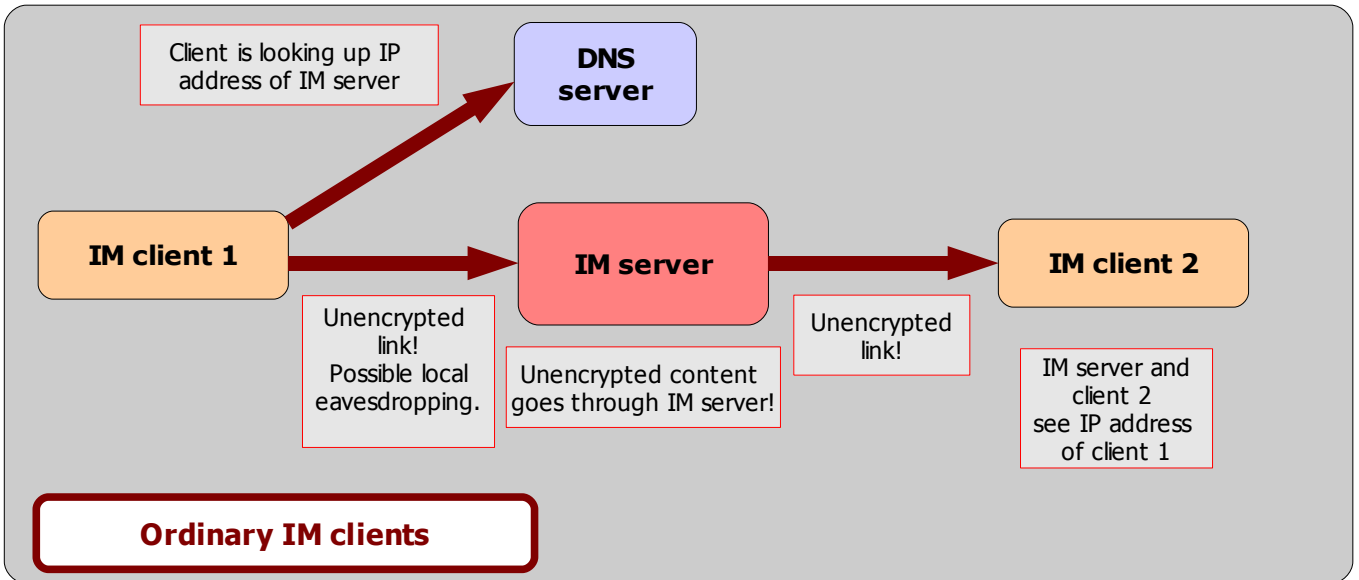 Client is looking up IP
address of IM server
DNS
server
IM client 1
IM server
IM client 2
Unencrypted
link!
Possible local
eavesdropping.
Unencrypted content
goes through IM server!
Unencrypted
link!
IM server and
client 2
see IP address
of client 1
Ordinary IM clients